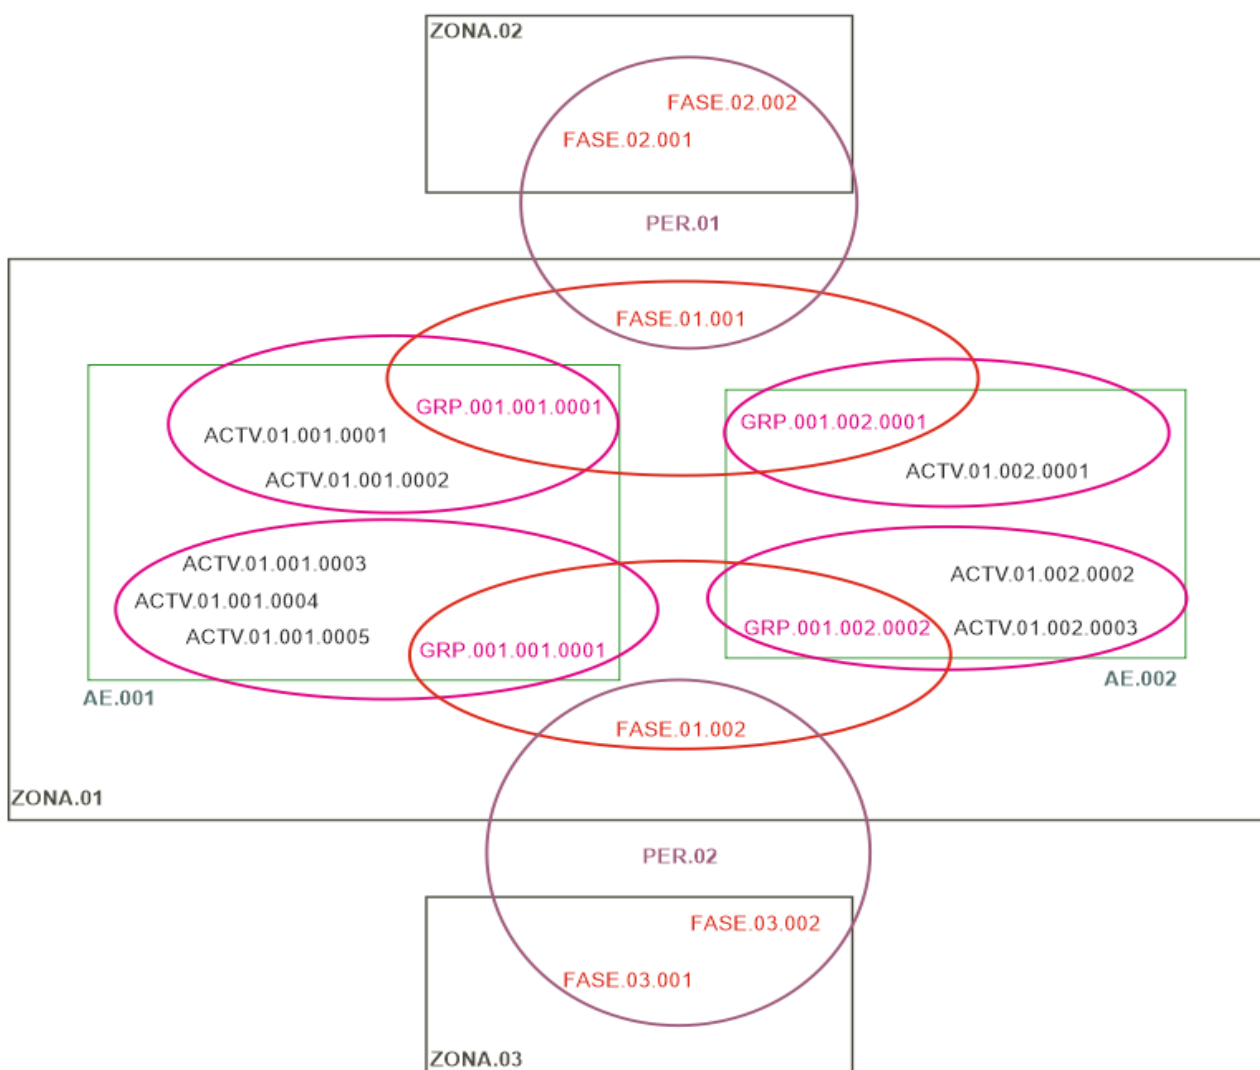 ZONA.02
FASE.02.002
FASE.02.001
PER.01
FASE.01.001
GRP.001.001.0001
ACTV.01.001.0001
ACTV.01.001.0002
GRP.001.002.0001
ACTV.01.002.0001
ACTV.01.001.0003
ACTV.01.001.0004
ACTV.01.001.0005
GRP.001.001.0001
ACTV.01.002.0002
GRP.001.002.0002
ACTV.01.002.0003
AE.001
AE.002
FASE.01.002
ZONA.01
PER.02
FASE.03.002
FASE.03.001
ZONA.03